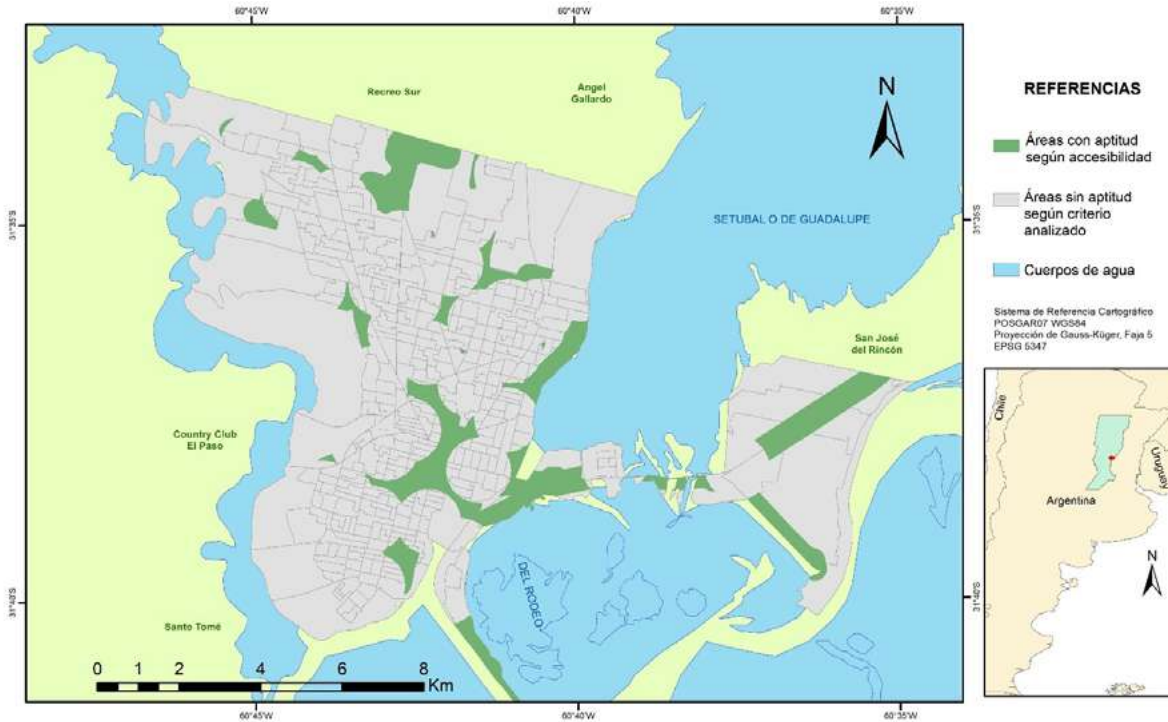 60°45'W
60°40'W
60°35'W
Recreo Sur
Angel
Gallardo
N
SETUBAL O DE GUADALUPE
31°35'S
31°35'S
San José
del Rincón
Country Club
El Paso
DEL RODEO
Santo Tomé
31°40'S
0 1 2 4 6 8
Km
60°45'W
60°40'W
60°35'W
REFERENCIAS
Áreas con aptitud
según accesibilidad
Áreas sin aptitud
según criterio
analizado
Cuerpos de agua
Sistema de Referencia Cartográfico
POSGAR07 WGS84
Proyección de Gauss-Küger, Faja 5
EPSG 5347
Chile
Uruguay
Argentina
N